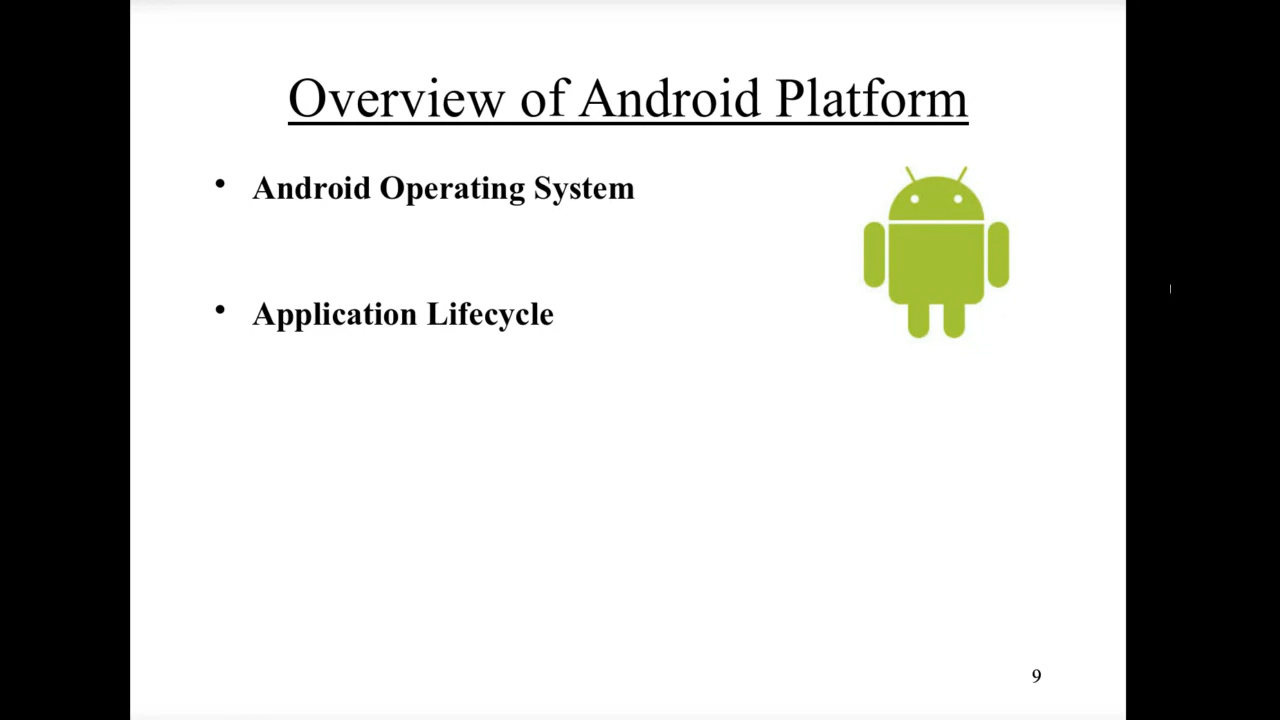 Overview of Android Platform
• Android Operating System
• Application Lifecycle
9